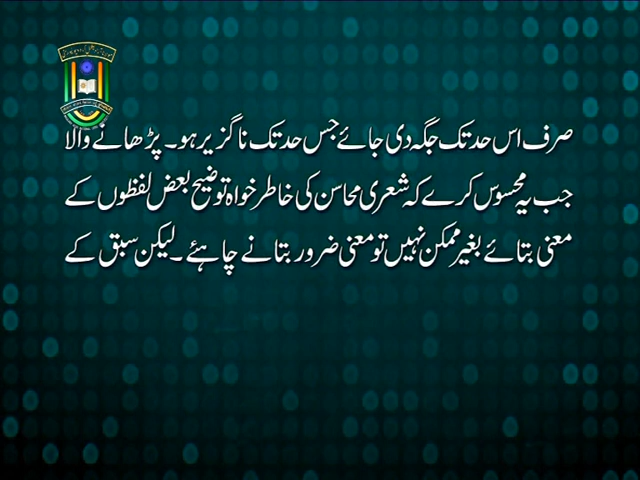 صرف اس حد تک جگہ دی جائے جس حد تک ناگزیر ہو۔ پڑھانے والا
جب یہ محسوس کرے کہ شعری محاسن کی خاطر خواہ توضیح بعض لفظوں کے
معنی بتائے بغیر ممکن نہیں تو معنی ضرور بتانے چاہئے۔ لیکن سبق کے